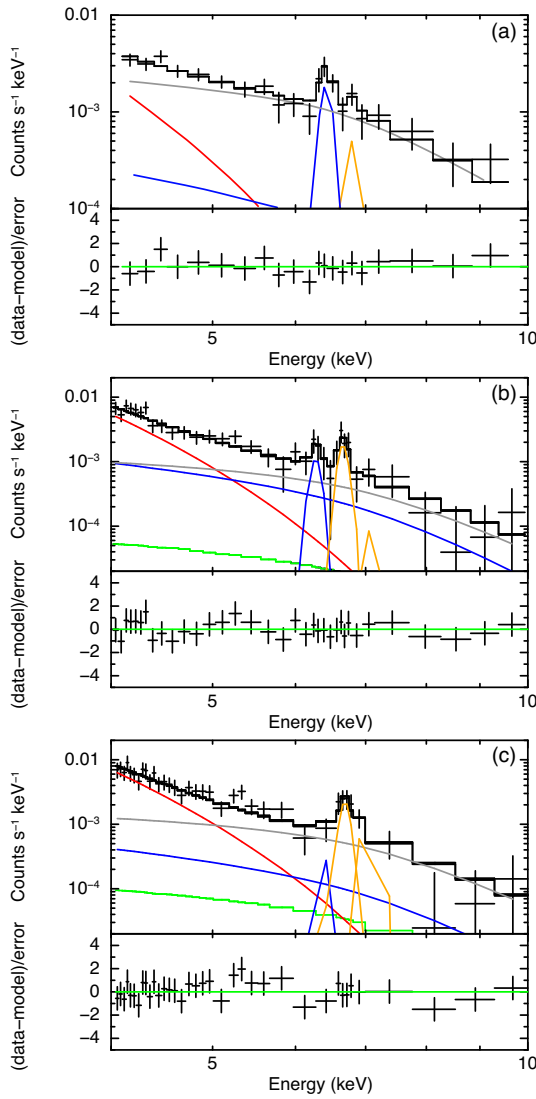 (a)
0.01
10⁻³
10⁻⁴
Counts s⁻¹ keV⁻¹
4
2
0
−2
−4
(data−model)/error
5
10
Energy (keV)
(b)
0.01
10⁻³
10⁻⁴
Counts s⁻¹ keV⁻¹
4
2
0
−2
−4
(data−model)/error
5
10
Energy (keV)
(c)
0.01
10⁻³
10⁻⁴
Counts s⁻¹ keV⁻¹
4
2
0
−2
−4
(data−model)/error
5
10
Energy (keV)